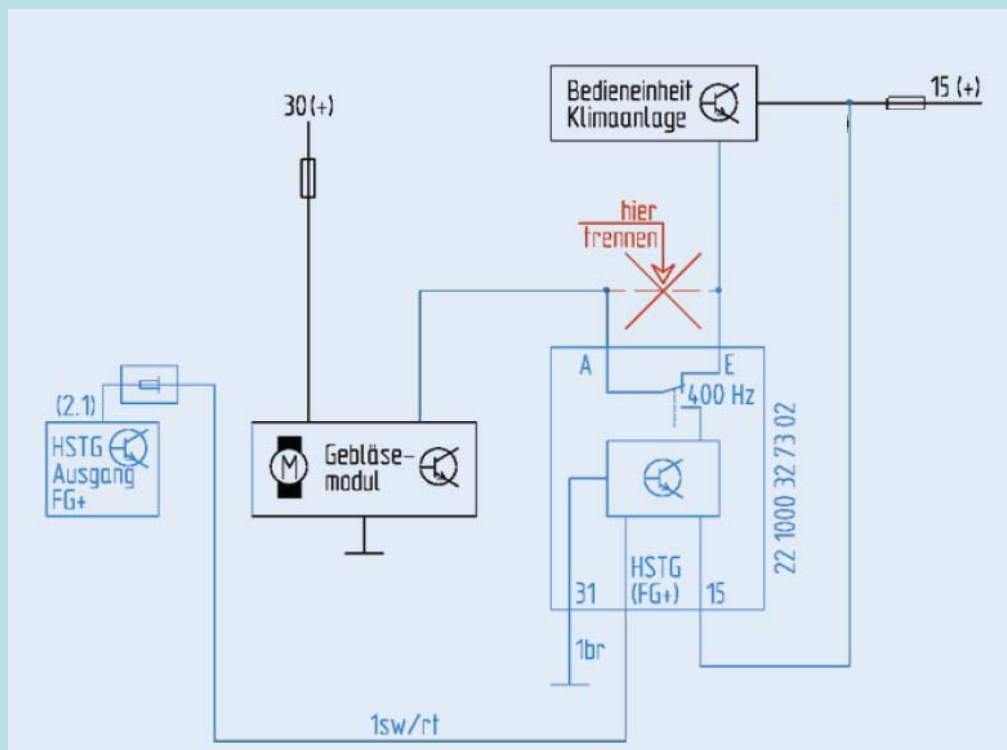 Bedieneinheit
Klimaanlage
15 (+)
30(+)
hier
trennen
A
E
400 Hz
(2.1)
HSTG
Ausgang
FG+
M
Gebläse-
modul
22 1000 32 73 02
31
HSTG
(FG+)
15
1br
1sw/rt